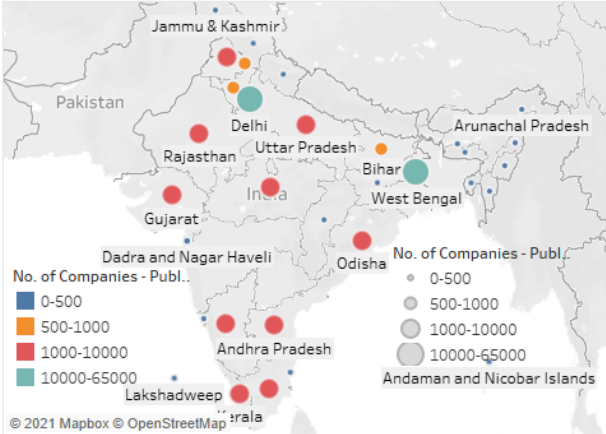 Jammu & Kashmir
Pakistan
Delhi
Arunachal Pradesh
Uttar Pradesh
Rajasthan
Bihar
India
West Bengal
Gujarat
Dadra and Nagar Haveli
Odisha
No. of Companies - Publ..
0-500
500-1000
1000-10000
10000-65000
No. of Companies - Publ..
0-500
500-1000
1000-10000
10000-65000
Andhra Pradesh
Andaman and Nicobar Islands
Lakshadweep
Kerala
© 2021 Mapbox © OpenStreetMap